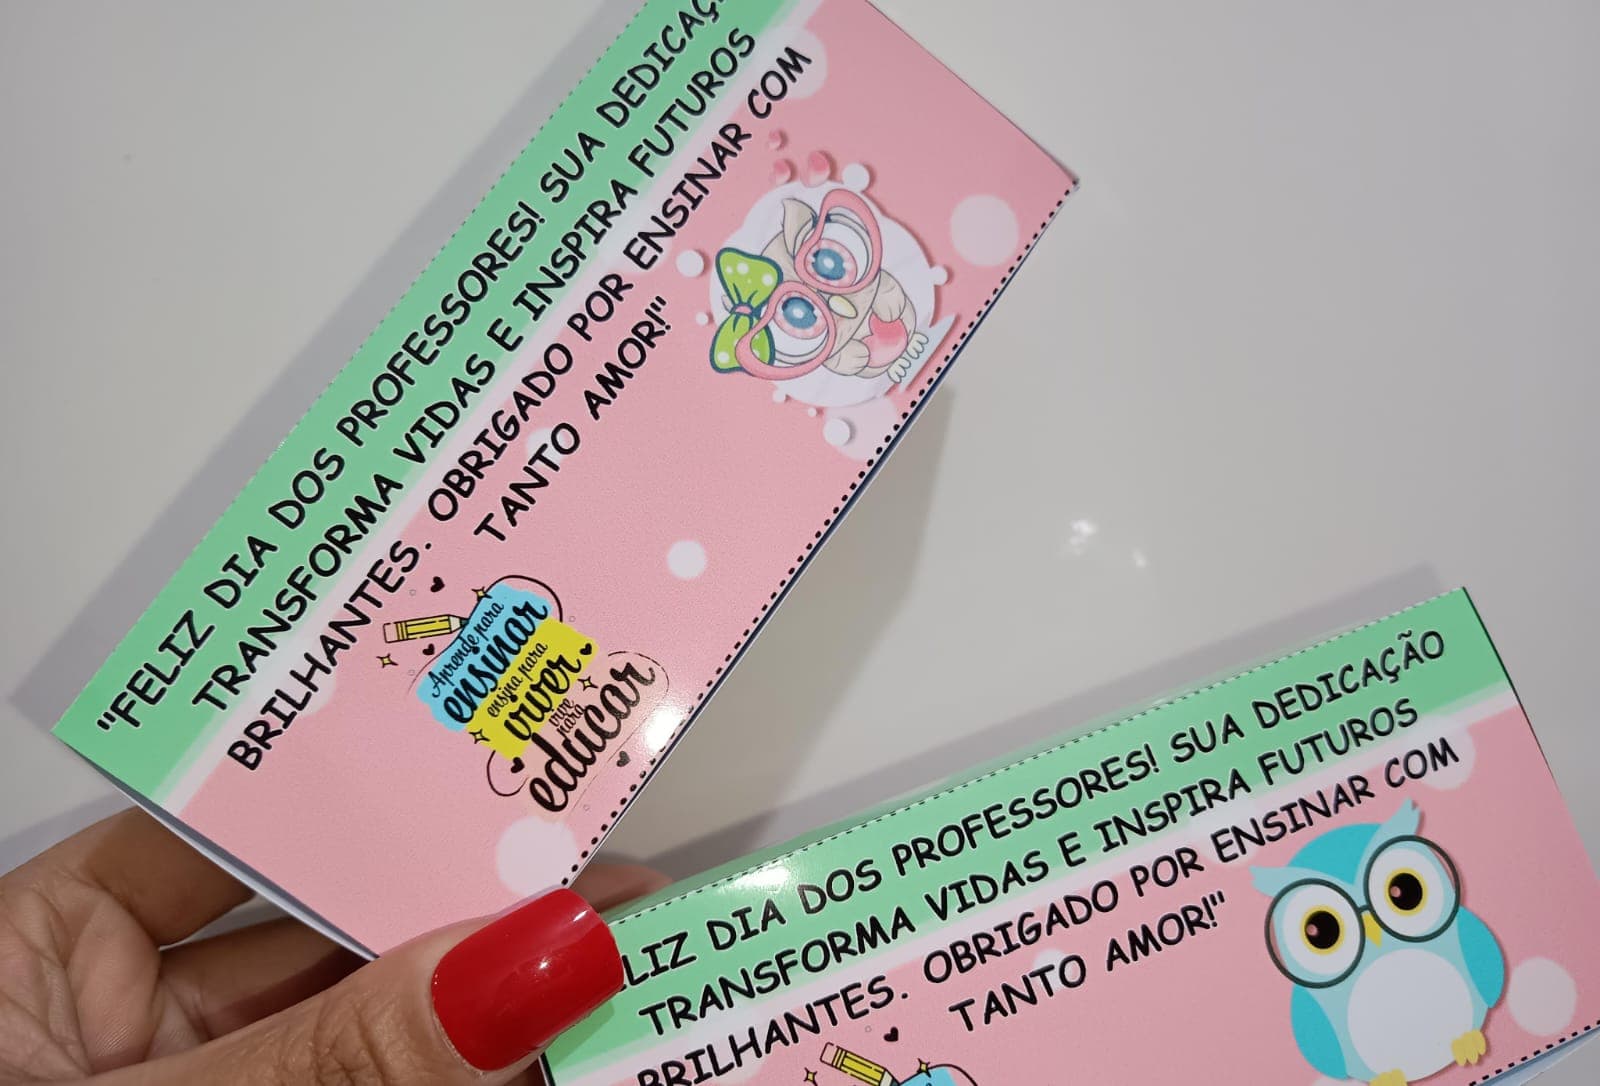 "FELIZ DIA DOS PROFESSORES! SUA
TRANSFORMA VIDAS E INSPIRA FUTUROS
BRILHANTES. OBRIGADO POR ENSINAR COM
TANTO AMOR!"
Aprende para
ensinar
ensina para
viver
vive
para
educar
DIA DOS PROFESSORES! SUA DEDICAÇÃO
TRANSFORMA VIDAS E INSPIRA FUTUROS
BRILHANTES. OBRIGADO POR ENSINAR COM
TANTO AMOR!"